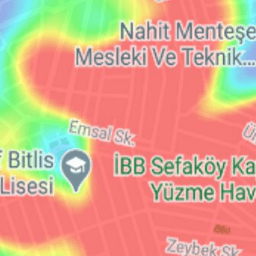 Nahit Menteşe
Mesleki Ve Teknik...
Emsal Sk.
f Bitlis
Lisesi
İBB Sefaköy Ka
Yüzme Hav
Zeybek Sk.